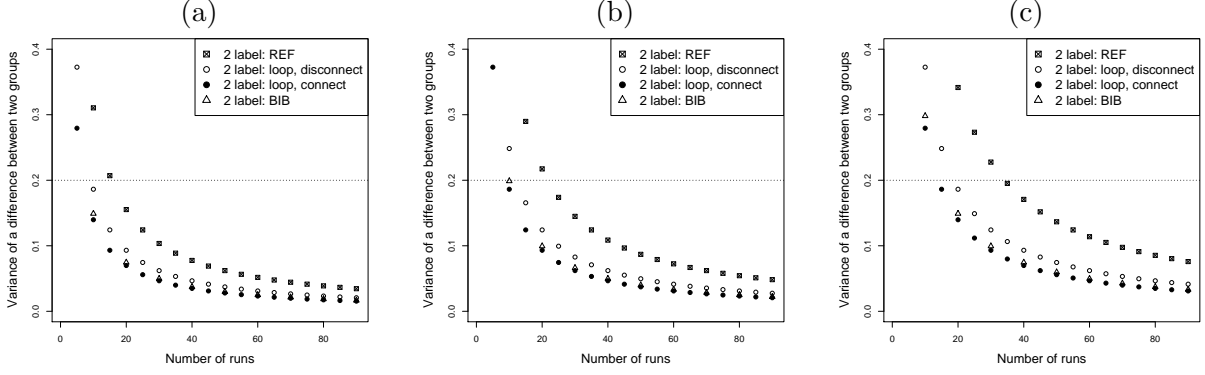 (a)
Variance of a difference between two groups
0.0 0.1 0.2 0.3 0.4
2 label: REF
2 label: loop, disconnect
2 label: loop, connect
2 label: BIB
0 20 40 60 80
Number of runs
(b)
Variance of a difference between two groups
0.0 0.1 0.2 0.3 0.4
2 label: REF
2 label: loop, disconnect
2 label: loop, connect
2 label: BIB
0 20 40 60 80
Number of runs
(c)
Variance of a difference between two groups
0.0 0.1 0.2 0.3 0.4
2 label: REF
2 label: loop, disconnect
2 label: loop, connect
2 label: BIB
0 20 40 60 80
Number of runs